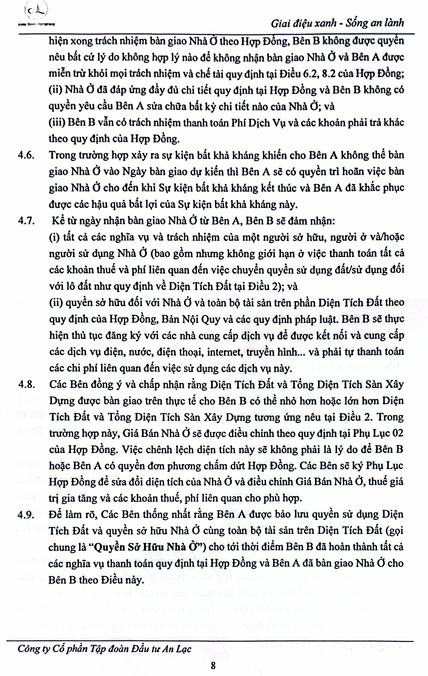 Giai điệu xanh - Sống an lành
hiện xong trách nhiệm bàn giao Nhà Ở theo Hợp Đồng, Bên B không được quyền
nêu bất cứ lý do không hợp lý nào để không nhận bàn giao Nhà Ở và Bên A được
miễn trừ khỏi mọi trách nhiệm và chế tài quy định tại Điều 6.2, 8.2 của Hợp Đồng;
(ii) Nhà Ở đã đáp ứng đầy đủ chi tiết quy định tại Hợp Đồng và Bên B không có
quyền yêu cầu Bên A sửa chữa bất kỳ chi tiết nào của Nhà Ở; và
(iii) Bên B vẫn có trách nhiệm thanh toán Phí Dịch Vụ và các khoản phải trả khác
theo quy định của Hợp Đồng.
4.6. Trong trường hợp xảy ra sự kiện bất khả kháng khiến cho Bên A không thể bàn
giao Nhà Ở vào Ngày bàn giao dự kiến thì Bên A sẽ có quyền trì hoãn việc bàn
giao Nhà Ở cho đến khi Sự kiện bất khả kháng kết thúc và Bên A đã khắc phục
được các hậu quả bất lợi của Sự kiện bất khả kháng này.
4.7. Kể từ ngày nhận bàn giao Nhà Ở từ Bên A, Bên B sẽ đảm nhận:
(i) tất cả các nghĩa vụ và trách nhiệm của một người sở hữu, người ở và/hoặc
người sử dụng Nhà Ở (bao gồm nhưng không giới hạn ở việc thanh toán tất cả
các khoản thuế và phí liên quan đến việc chuyển quyền sử dụng đất/sử dụng đối
với lô đất như quy định về Diện Tích Đất tại Điều 2); và
(ii) quyền sở hữu đối với Nhà Ở và toàn bộ tài sản trên phần Diện Tích Đất theo
quy định của Hợp Đồng, Bản Nội Quy và các quy định pháp luật. Bên B sẽ thực
hiện thủ tục đăng ký với các nhà cung cấp dịch vụ để được kết nối và cung cấp
các dịch vụ điện, nước, điện thoại, internet, truyền hình... và phải tự thanh toán
các chi phí liên quan đến việc sử dụng các dịch vụ này.
4.8. Các Bên đồng ý và chấp nhận rằng Diện Tích Đất và Tổng Diện Tích Sàn Xây
Dựng được bàn giao trên thực tế cho Bên B có thể nhỏ hơn hoặc lớn hơn Diện
Tích Đất và Tổng Diện Tích Sàn Xây Dựng tương ứng nêu tại Điều 2. Trong
trường hợp này, Giá Bán Nhà Ở sẽ được điều chỉnh theo quy định tại Phụ Lục 02
của Hợp Đồng. Việc chênh lệch diện tích này sẽ không phải là lý do để Bên B
hoặc Bên A có quyền đơn phương chấm dứt Hợp Đồng. Các Bên sẽ ký Phụ Lục
Hợp Đồng để sửa đổi diện tích của Nhà Ở và điều chỉnh Giá Bán Nhà Ở, thuế giá
trị gia tăng và các khoản thuế, phí liên quan cho phù hợp.
4.9. Để làm rõ, Các Bên thống nhất rằng Bên A được bảo lưu quyền sử dụng Diện
Tích Đất và quyền sở hữu Nhà Ở cùng toàn bộ tài sản trên Diện Tích Đất (gọi
chung là “Quyền Sở Hữu Nhà Ở”) cho tới thời điểm Bên B đã hoàn thành tất cả
các nghĩa vụ thanh toán quy định tại Hợp Đồng và Bên A đã bàn giao Nhà Ở cho
Bên B theo Điều này.
Công ty Cổ phần Tập đoàn Đầu tư An Lạc
8